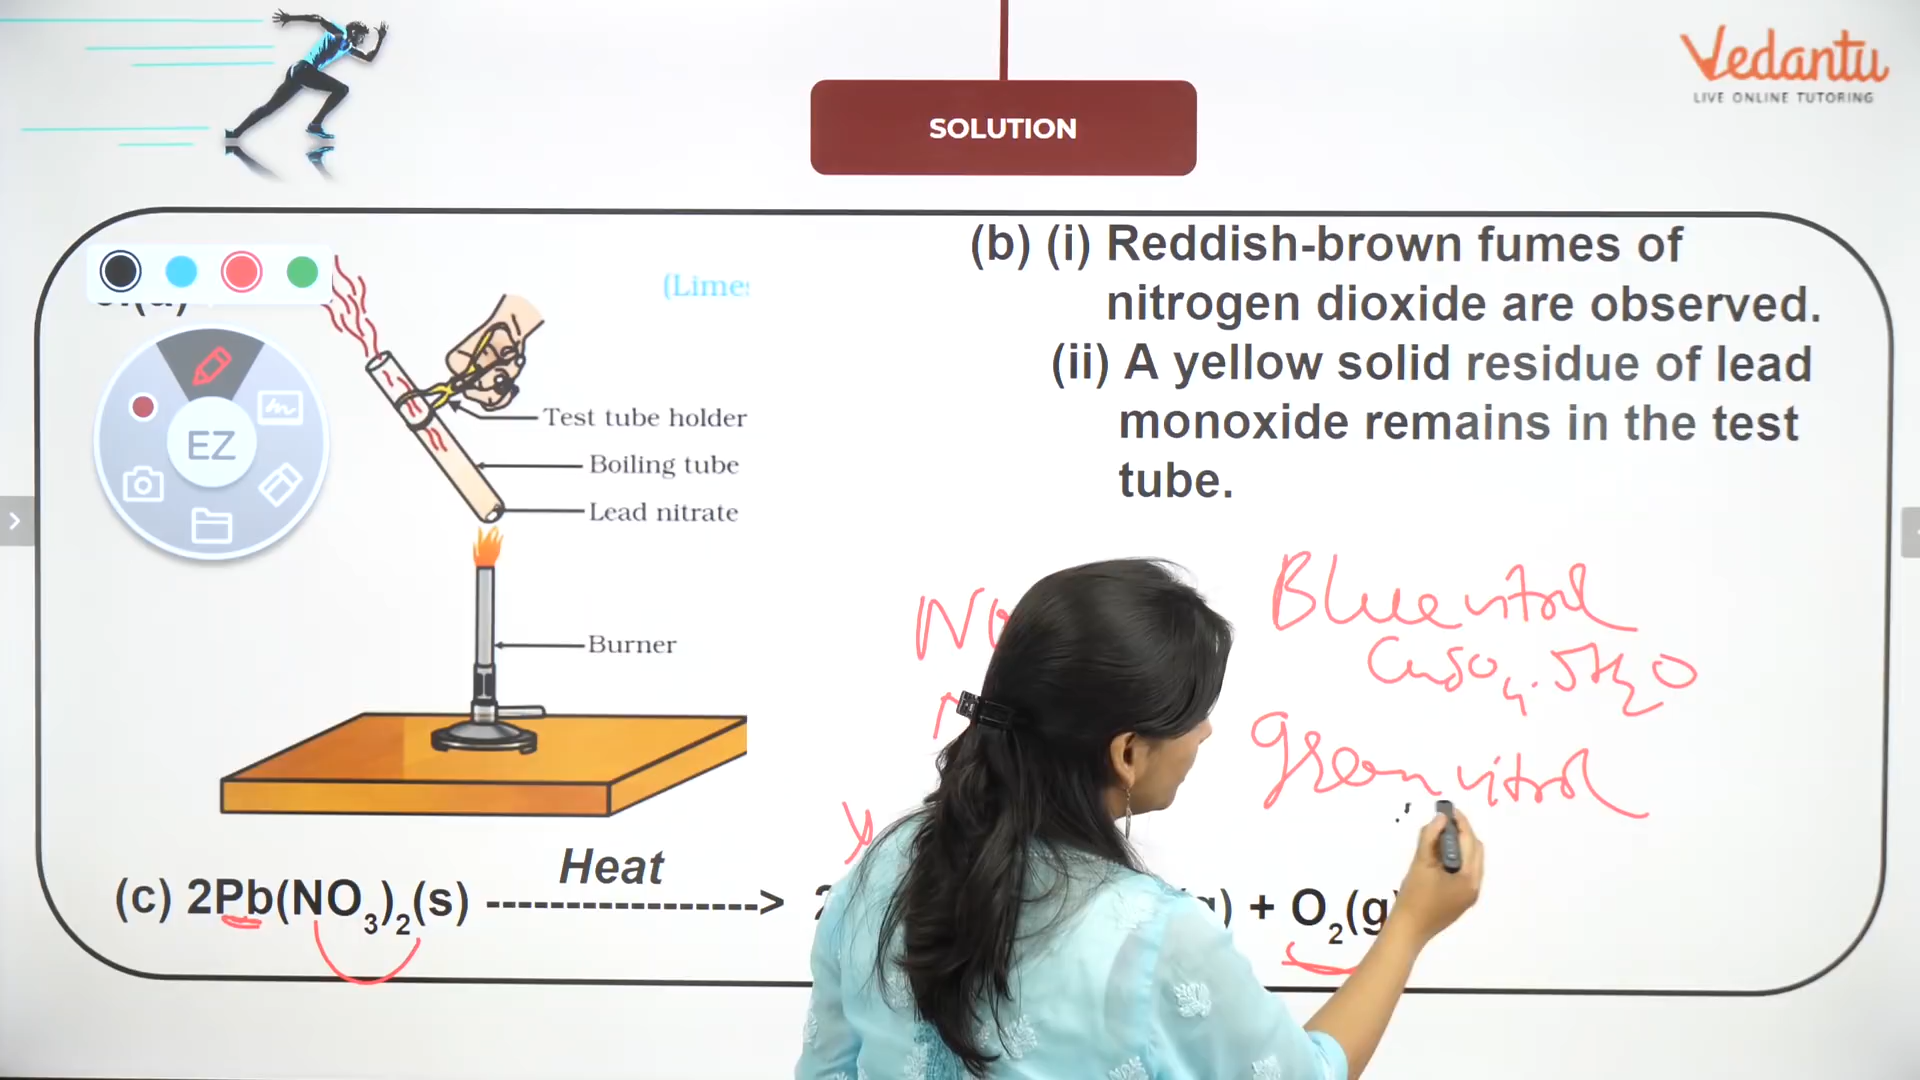 Vedantu
LIVE ONLINE TUTORING
SOLUTION
(Limes
EZ
Test tube holder
Boiling tube
Lead nitrate
Burner
(b) (i) Reddish-brown fumes of
nitrogen dioxide are observed.
(ii) A yellow solid residue of lead
monoxide remains in the test
tube.
Blue vitrol
CuSO4.5H2O
Green vitrol
Heat
(c) 2Pb(NO3)2(s) -----------------> 2
g) + O2(g)